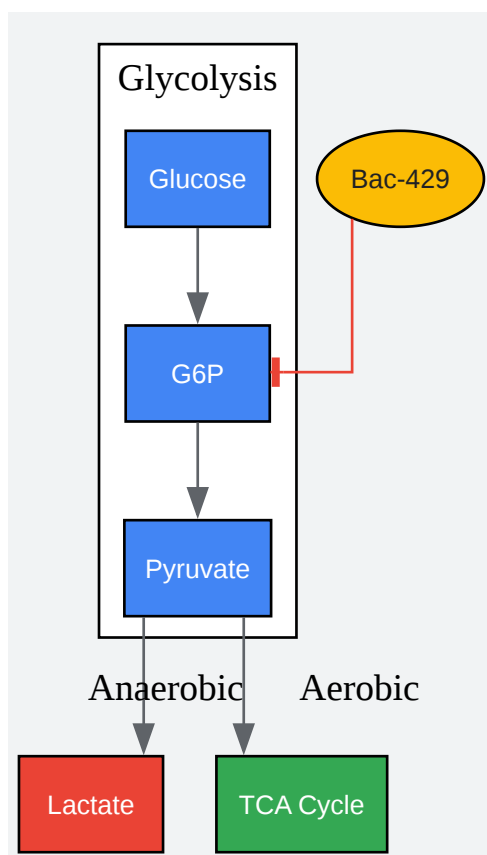 Glycolysis
Glucose
Bac-429
G6P
Pyruvate
Anaerobic
Aerobic
Lactate
TCA Cycle